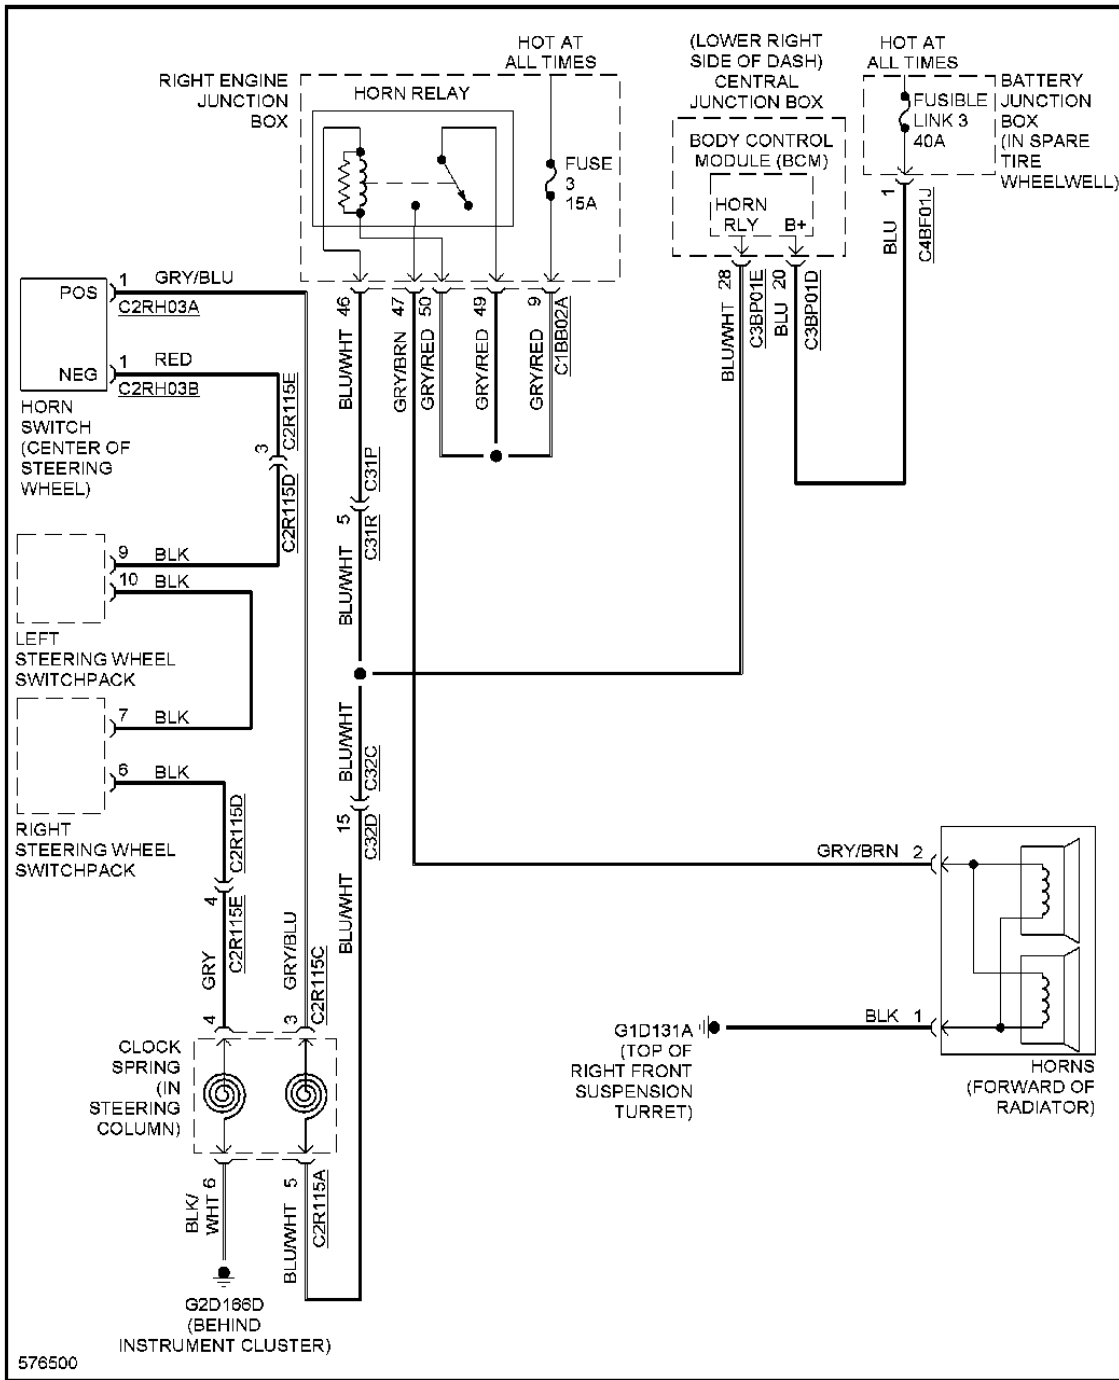 HOT AT
ALL TIMES
(LOWER RIGHT
SIDE OF DASH)
CENTRAL
JUNCTION BOX
HOT AT
ALL TIMES
RIGHT ENGINE
JUNCTION
BOX
HORN RELAY
FUSE
3
15A
BODY CONTROL
MODULE (BCM)
HORN
RLY
B+
FUSIBLE
LINK 3
40A
BATTERY
JUNCTION
BOX
(IN SPARE
TIRE
WHEELWELL)
1
BLU
C4BF01J
POS
1
GRY/BLU
C2RH03A
NEG
1
RED
C2RH03B
HORN
SWITCH
(CENTER OF
STEERING
WHEEL)
46
47
50
49
9
C1BB02A
BLU/WHT
GRY/BRN
GRY/RED
GRY/RED
GRY/RED
28
C3BP01E
20
C3BP01D
BLU/WHT
BLU
C2R115E
3
C2R115D
C31P
5
C31R
BLU/WHT
9
BLK
10
BLK
LEFT
STEERING WHEEL
SWITCHPACK
7
BLK
6
BLK
RIGHT
STEERING WHEEL
SWITCHPACK
BLU/WHT
C32C
15
C32D
BLU/WHT
C2R115D
4
C2R115E
GRY
GRY/BLU
4
3
C2R115C
GRY/BRN
2
BLK
1
G1D131A
(TOP OF
RIGHT FRONT
SUSPENSION
TURRET)
HORNS
(FORWARD OF
RADIATOR)
CLOCK
SPRING
(IN
STEERING
COLUMN)
BLK/
WHT
6
BLU/WHT
5
C2R115A
G2D166D
(BEHIND
INSTRUMENT CLUSTER)
576500